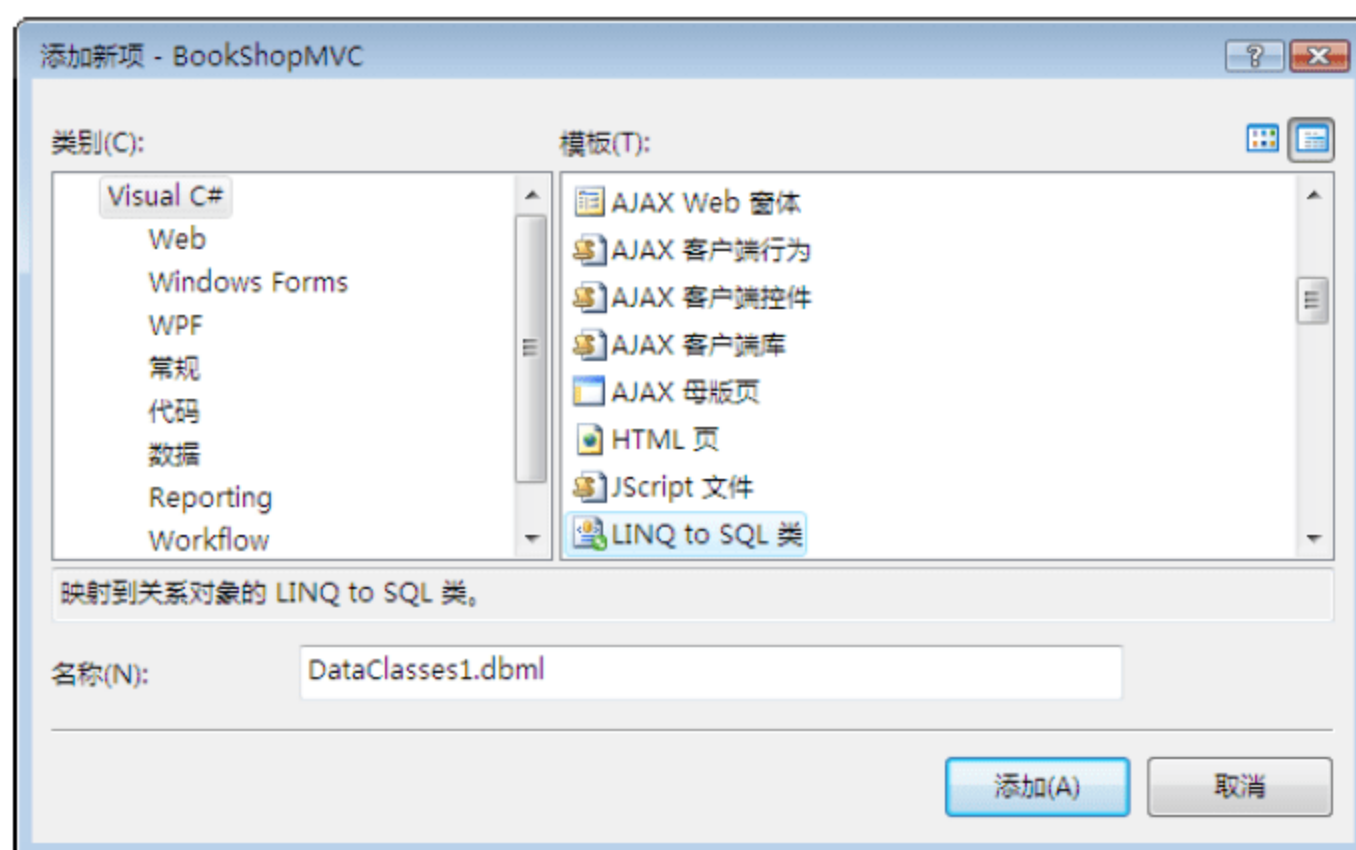 添加新项 - BookShopMVC
类别(C):
模板(T):
Visual C#
Web
Windows Forms
WPF
常规
代码
数据
Reporting
Workflow
AJAX Web 窗体
AJAX 客户端行为
AJAX 客户端控件
AJAX 客户端库
AJAX 母版页
HTML 页
JScript 文件
LINQ to SQL 类
映射到关系对象的 LINQ to SQL 类。
名称(N):
DataClasses1.dbml
添加(A)
取消